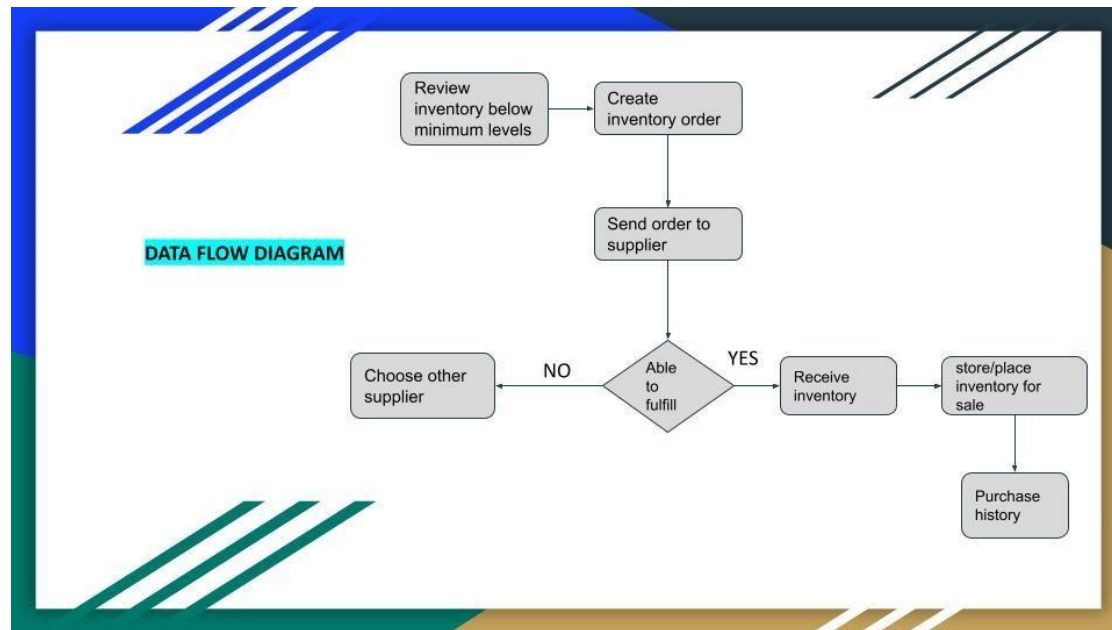 Review
inventory below
minimum levels
Create
inventory order
Send order to
supplier
DATA FLOW DIAGRAM
Able
to
fulfill
NO
YES
Choose other
supplier
Receive
inventory
store/place
inventory for
sale
Purchase
history